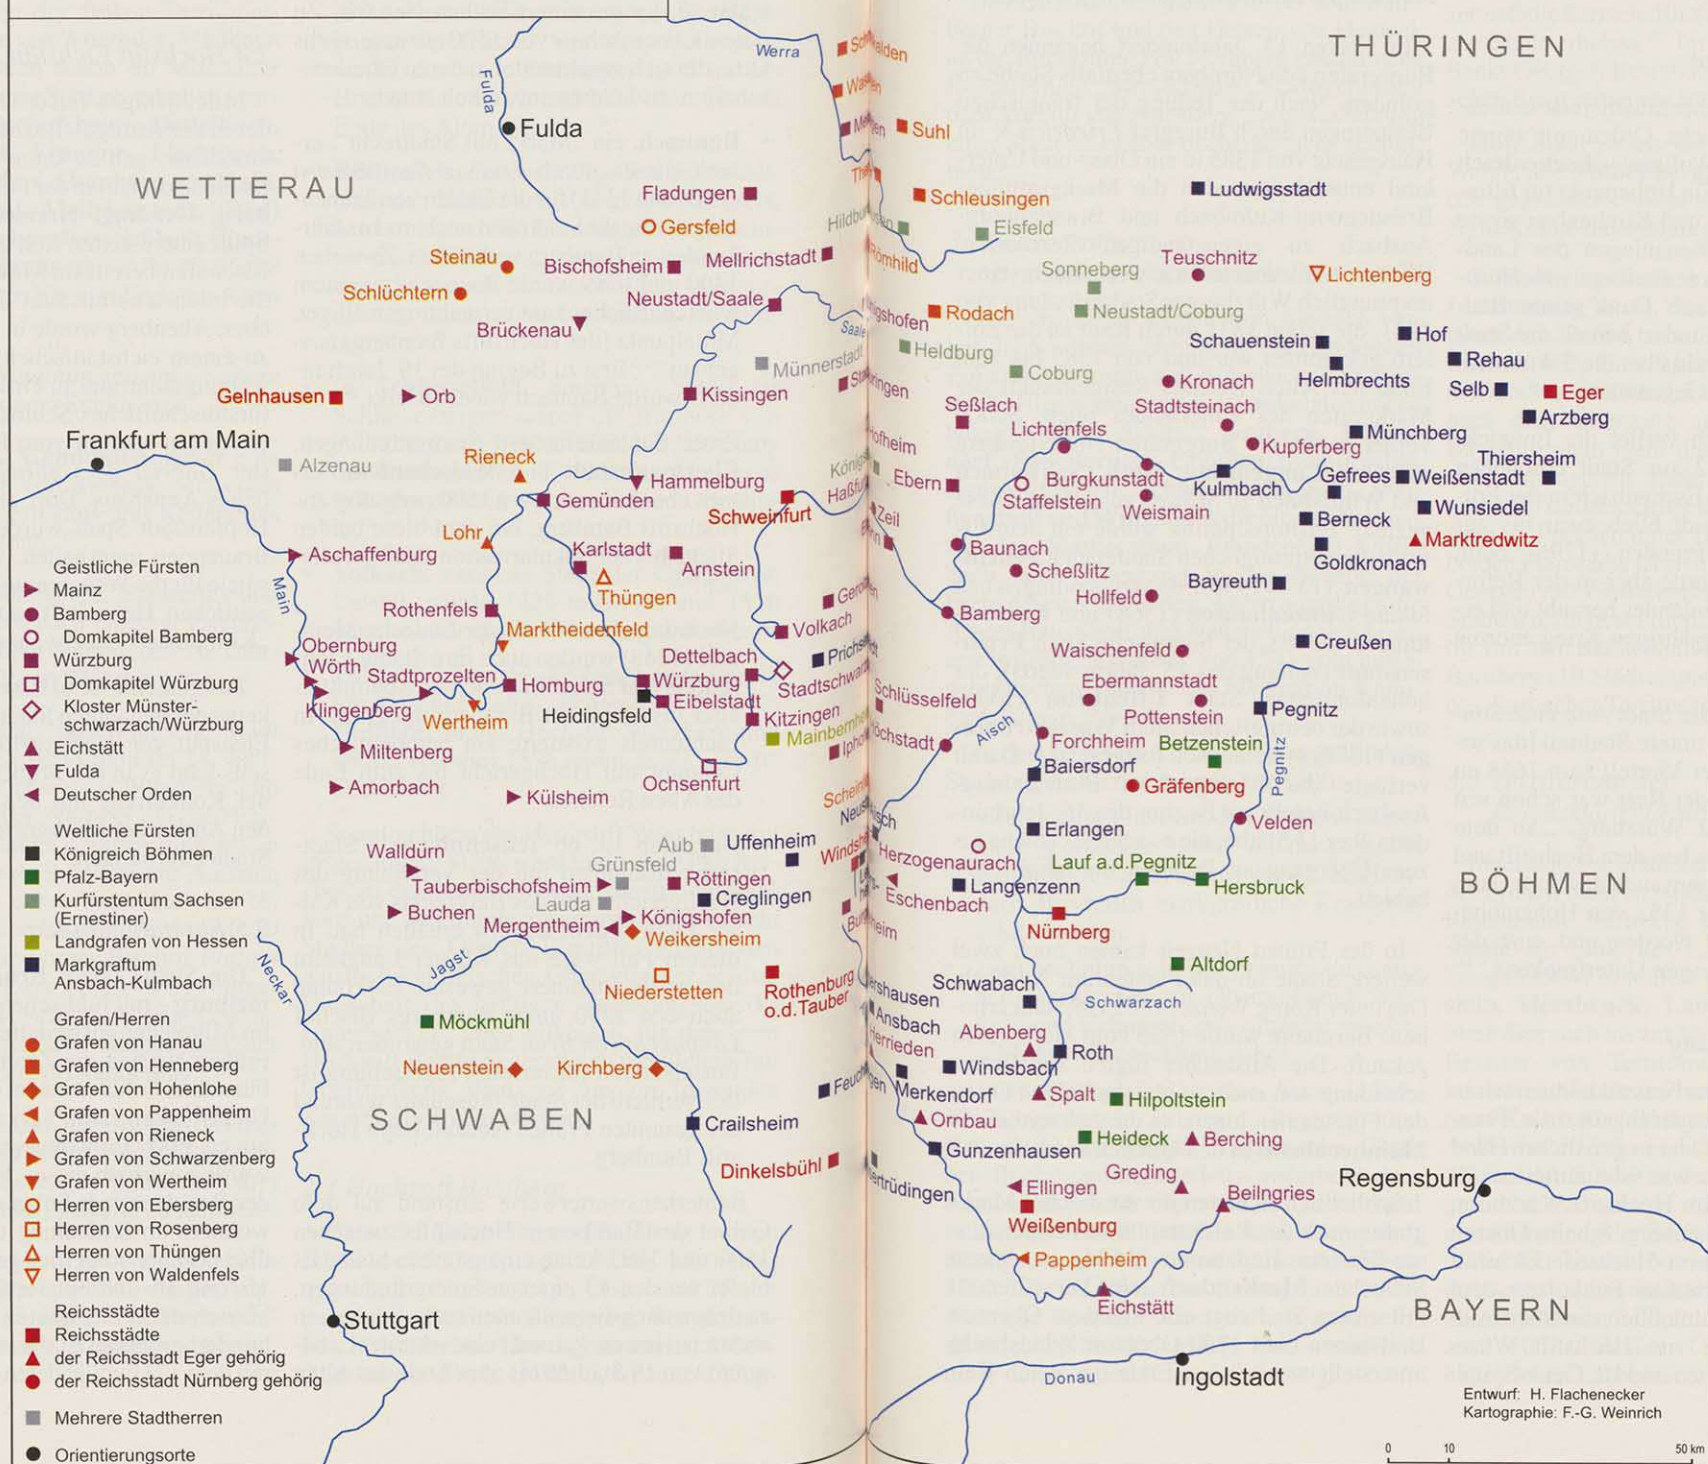 THÜRINGEN
Werra
Fulda
Fulda
Suhl
WETTERAU
Fladungen
Ludwigsstadt
Schleusingen
Gersfeld
Eisfeld
Steinau
Bischofsheim
Mellrichstadt
Sonneberg
Teuschnitz
Lichtenberg
Schlüchtern
Neustadt/Saale
Rodach
Neustadt/Coburg
Brückenau
Saale
Schauenstein
Hof
Heldburg
Rehau
Münnerstadt
Coburg
Helmbrechts
Gelnhausen
Orb
Kissingen
Kronach
Selb
Eger
Seßlach
Stadtsteinach
Arzberg
Frankfurt am Main
Lichtenfels
Münchberg
Kupferberg
Rieneck
Alzenau
Thiersheim
Hammelburg
Ebern
Burgkunstadt
Gefrees
Weißenstadt
Kulmbach
Gemünden
Staffelstein
Schweinfurt
Weismain
Wunsiedel
Zeil
Berneck
Lohr
Marktredwitz
Karlstadt
Baunach
Aschaffenburg
Goldkronach
Arnstein
Scheßlitz
Bayreuth
Main
Thüngen
Hollfeld
Rothenfels
Bamberg
Volkach
Marktheidenfeld
Creußen
Obernburg
Dettelbach
Waischenfeld
Wörth
Stadtprozelten
Homburg
Würzburg
Ebermannstadt
Eibelstadt
Schlüsselfeld
Klingenberg
Wertheim
Heidingsfeld
Kitzingen
Pottenstein
Pegnitz
Aisch
Miltenberg
Forchheim
Betzenstein
Pegnitz
Baiersdorf
Ochsenfurt
Amorbach
Külsheim
Gräfenberg
Velden
Erlangen
Uffenheim
Aub
Walldürn
Grünsfeld
Herzogenaurach
Lauf a.d.Pegnitz
Tauberbischofsheim
Röttingen
Langenzenn
Hersbruck
Lauda
Creglingen
Eschenbach
Buchen
Königshofen
Mergentheim
Weikersheim
Nürnberg
BÖHMEN
Neckar
Jagst
Niederstetten
Rothenburg
o.d.Tauber
Altdorf
Schwabach
Schwarzach
Möckmühl
Ansbach
Abenberg
Herrieden
Roth
Neuenstein
Kirchberg
Windsbach
Merkendorf
Spalt
Hilpoltstein
SCHWABEN
Crailsheim
Ornbau
Heideck
Berching
Gunzenhausen
Dinkelsbühl
Greding
Regensburg
Ellingen
Beilngries
Weißenburg
Pappenheim
Eichstätt
BAYERN
Stuttgart
Donau
Ingolstadt
Geistliche Fürsten
Mainz
Bamberg
Domkapitel Bamberg
Würzburg
Domkapitel Würzburg
Kloster Münster-
schwarzach/Würzburg
Eichstätt
Fulda
Deutscher Orden
Weltliche Fürsten
Königreich Böhmen
Pfalz-Bayern
Kurfürstentum Sachsen
(Ernestiner)
Landgrafen von Hessen
Markgraftum
Ansbach-Kulmbach
Grafen/Herren
Grafen von Hanau
Grafen von Henneberg
Grafen von Hohenlohe
Grafen von Pappenheim
Grafen von Rieneck
Grafen von Schwarzenberg
Grafen von Wertheim
Herren von Ebersberg
Herren von Rosenberg
Herren von Thüngen
Herren von Waldenfels
Reichsstädte
Reichsstädte
der Reichsstadt Eger gehörig
der Reichsstadt Nürnberg gehörig
Mehrere Stadtherren
Orientierungsorte
Entwurf: H. Flachenecker
Kartographie: F.-G. Weinrich
0 10 50 km